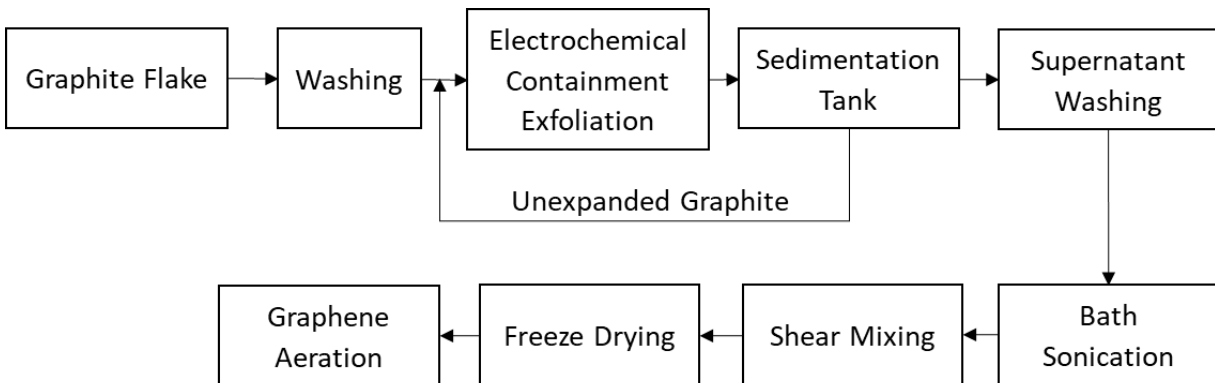 Graphite Flake
Washing
Electrochemical
Containment
Exfoliation
Sedimentation
Tank
Supernatant
Washing
Unexpanded Graphite
Graphene
Aeration
Freeze Drying
Shear Mixing
Bath
Sonication